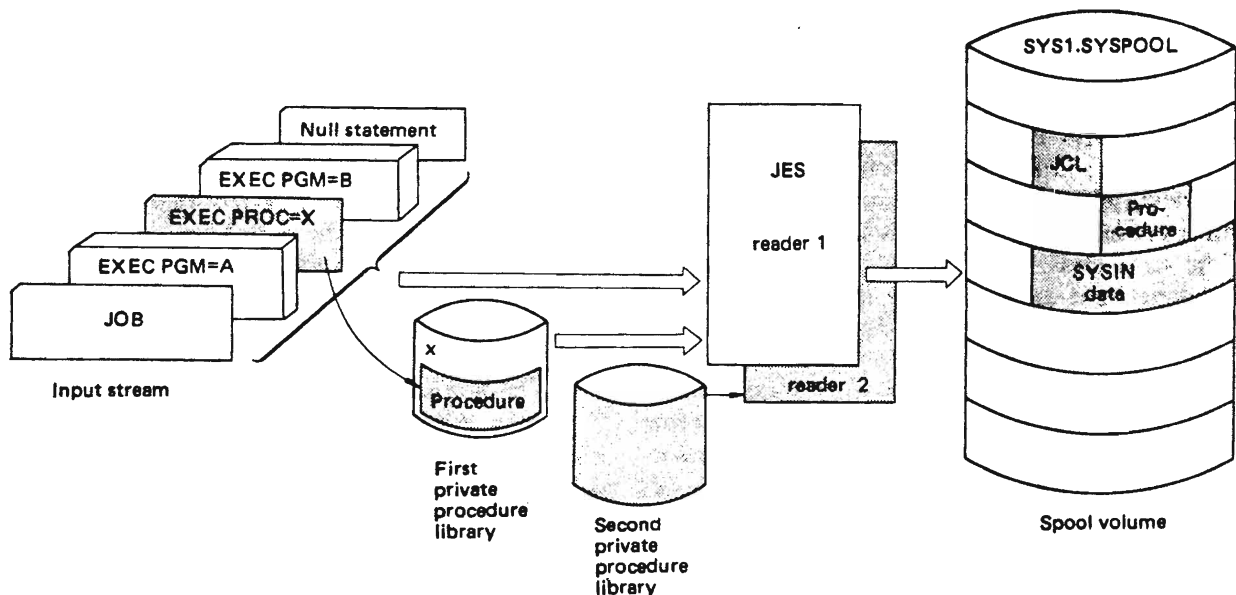 Null statement
EXEC PGM=B
EXEC PROC=X
EXEC PGM=A
JOB
Input stream
x
Procedure
First
private
procedure
library
Second
private
procedure
library
JES
reader 1
reader 2
SYS1.SYSPOOL
JCL
Pro-
cedure
SYSIN
data
Spool volume